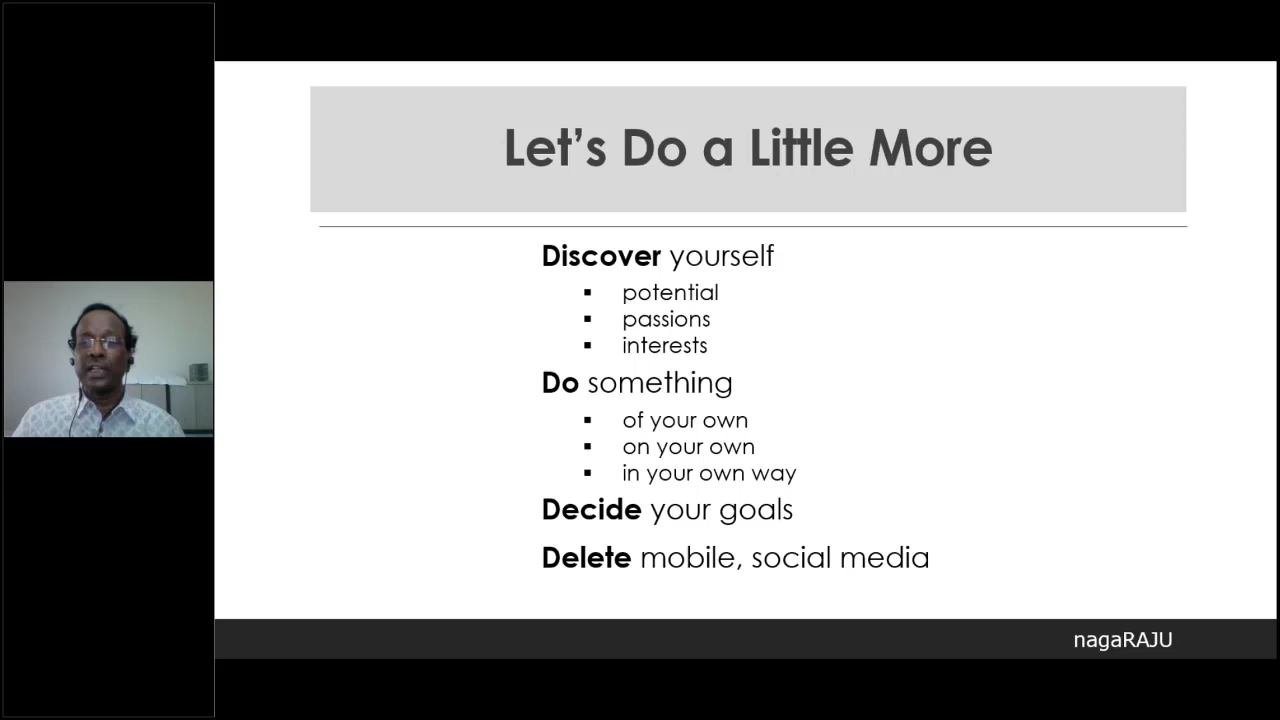 Let’s Do a Little More
Discover yourself
▪ potential
▪ passions
▪ interests
Do something
▪ of your own
▪ on your own
▪ in your own way
Decide your goals
Delete mobile, social media
nagaRAJU